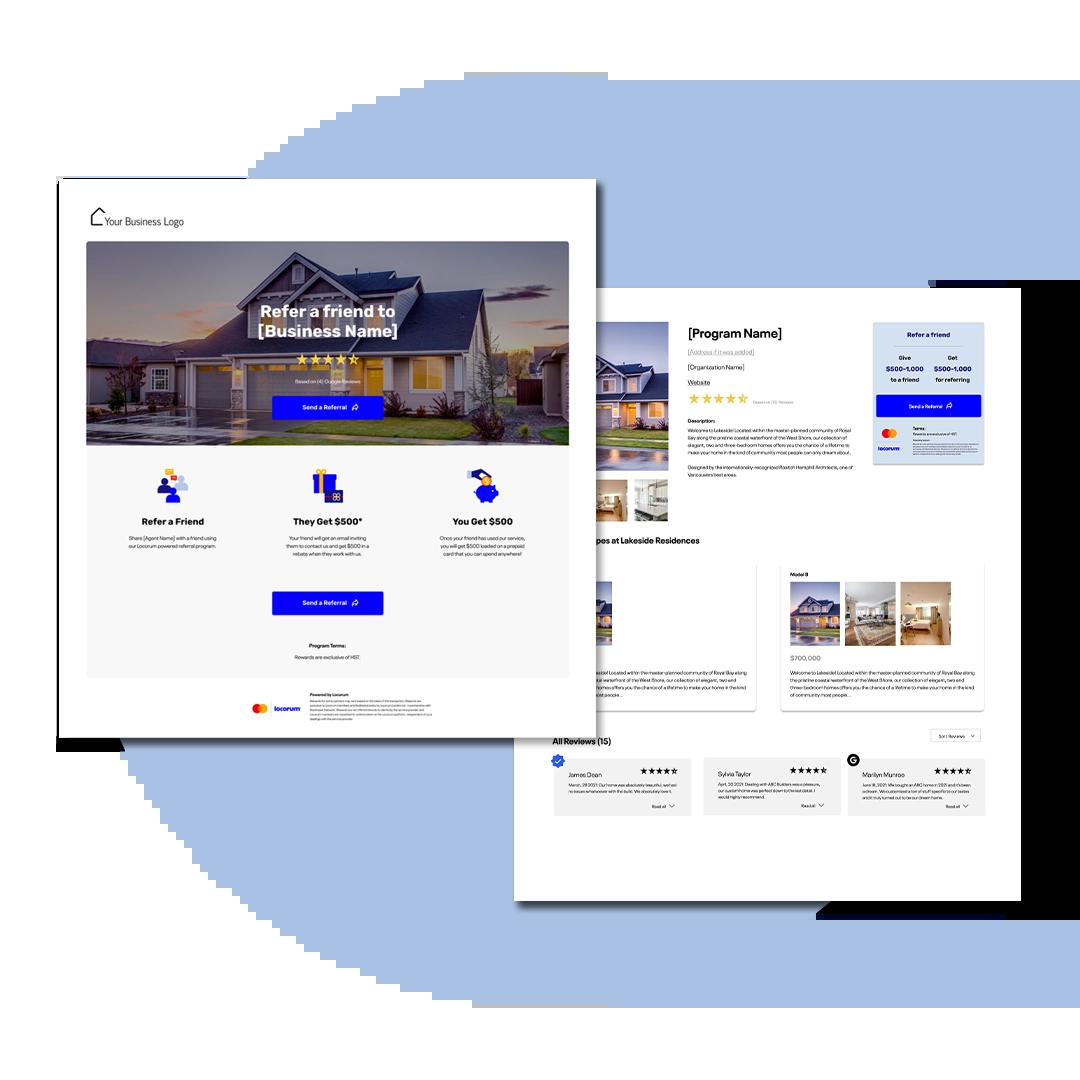 Your Business Logo
Refer a friend to
[Business Name]
Based on (4) Google Reviews
Send a Referral
Refer a Friend
Share [Agent Name] with a friend using
our Locorum powered referral program.
They Get $500*
Your friend will get an email inviting
them to contact us and get $500 in a
rebate when they work with us.
You Get $500
Once your friend has used our service,
you will get $500 loaded on a prepaid
card that you can spend anywhere!
Send a Referral
Program Terms:
Rewards are exclusive of HST.
Powered by Locorum
locorum
[Program Name]
[Address if it was added]
[Organization Name]
Website
Based on (15) Reviews
Description:
Welcome to Lakeside! Located within the master-planned community of Royal
Bay along the pristine coastal waterfront of the West Shore, our collection of
elegant, two and three-bedroom homes offers you the chance of a lifetime to
make your home in the kind of community most people can only dream about.
Designed by the internationally-recognized Raatch Hemphill Architects, one of
Vancouvers best areas.
Refer a friend
Give
$500-1,000
to a friend
Get
$500-1,000
for referring
Send a Referral
Terms:
Rewards are exclusive of HST.
locorum
pes at Lakeside Residences
eside! Located within the master-planned community of Royal Bay along
tal waterfront of the West Shore, our collection of elegant, two and
omes offers you the chance of a lifetime to make your home in the kind
st people...
Model B
$700,000
Welcome to Lakeside! Located within the master-planned community of Royal Bay along
the pristine coastal waterfront of the West Shore, our collection of elegant, two and
three-bedroom homes offers you the chance of a lifetime to make your home in the kind
of community most people...
All Reviews (15)
Sort Reviews
James Dean
March, 28 2021: Our home was absolutely beautiful, we had
no issues whatsoever with the build. We absolutely love it.
Read all
Sylvia Taylor
April, 20 2021: Dealing with ABC Builders was a pleasure,
our custom home was perfect down to the last detail. I
would highly recommend.
Read all
G
Marilyn Munroe
June 18, 2021: We bought an ABC home in 2021 and it's been
a dream. We customized a ton of stuff specific to our tastes
and it truly turned out to be our dream home.
Read all